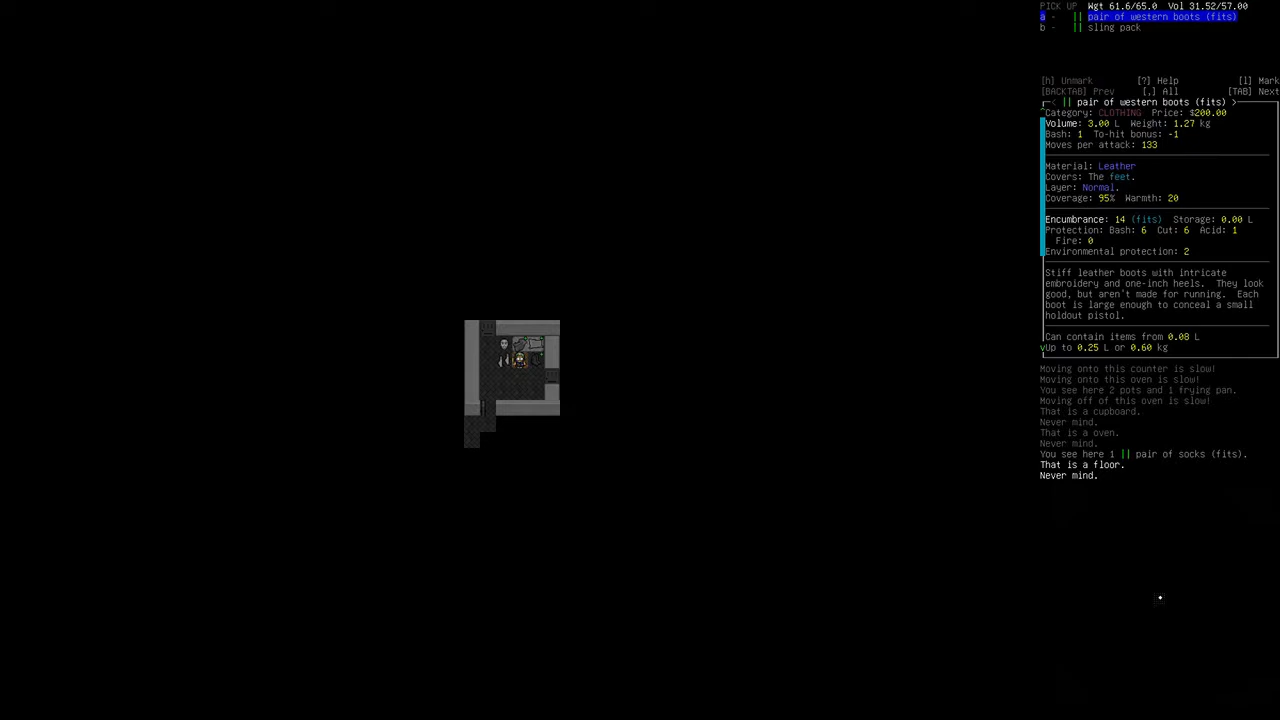 PICK UP Wgt 61.6/65.0 Vol 31.52/57.00
a - || pair of western boots (fits)
b - || sling pack
[h] Unmark [?] Help [l] Mark
[BACKTAB] Prev [,] All [TAB] Next
< || pair of western boots (fits) >
Category: CLOTHING Price: $200.00
Volume: 3.00 L Weight: 1.27 kg
Bash: 1 To-hit bonus: -1
Moves per attack: 133
Material: Leather
Covers: The feet.
Layer: Normal.
Coverage: 95% Warmth: 20
Encumbrance: 14 (fits) Storage: 0.00 L
Protection: Bash: 6 Cut: 6 Acid: 1
Fire: 0
Environmental protection: 2
Stiff leather boots with intricate
embroidery and one-inch heels. They look
good, but aren't made for running. Each
boot is large enough to conceal a small
holdout pistol.
Can contain items from 0.08 L
Up to 0.25 L or 0.60 kg
Moving onto this counter is slow!
Moving onto this oven is slow!
You see here 2 pots and 1 frying pan.
Moving off of this oven is slow!
That is a cupboard.
Never mind.
That is a oven.
Never mind.
You see here 1 || pair of socks (fits).
That is a floor.
Never mind.